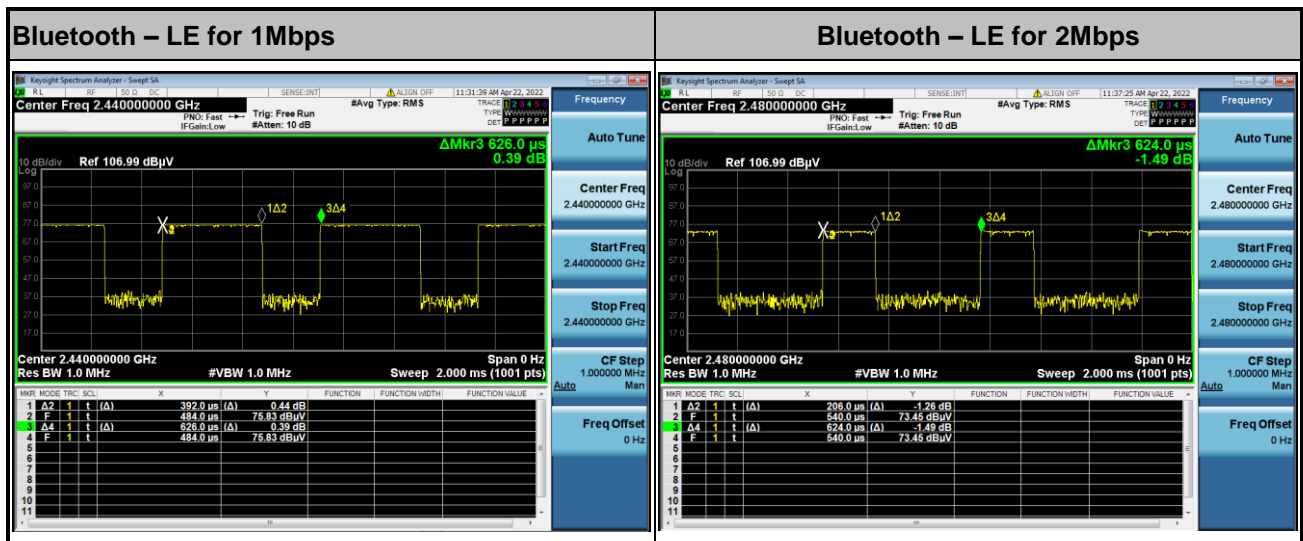 Bluetooth – LE for 1Mbps
Keysight Spectrum Analyzer - Swept SA
RL RF 50 Ω DC SENSE:INT ALIGN OFF 11:31:39 AM Apr 22, 2022
Center Freq 2.440000000 GHz #Avg Type: RMS TRACE 1 2 3 4 5 6
PNO: Fast Trig: Free Run TYPE WWWWWW
IFGain:Low #Atten: 10 dB DET P P P P P P
ΔMkr3 626.0 µs
0.39 dB
10 dB/div Ref 106.99 dBµV
Log
97.0
87.0
77.0
67.0
57.0
47.0
37.0
27.0
17.0
1Δ2
3Δ4
Center 2.440000000 GHz Span 0 Hz
Res BW 1.0 MHz #VBW 1.0 MHz Sweep 2.000 ms (1001 pts)
MKR MODE TRC SCL X Y FUNCTION FUNCTION WIDTH FUNCTION VALUE
1 Δ2 1 t (Δ) 392.0 µs (Δ) 0.44 dB
2 F 1 t 484.0 µs 75.83 dBµV
3 Δ4 1 t (Δ) 626.0 µs (Δ) 0.39 dB
4 F 1 t 484.0 µs 75.83 dBµV
5
6
7
8
9
10
11
Frequency
Auto Tune
Center Freq
2.440000000 GHz
Start Freq
2.440000000 GHz
Stop Freq
2.440000000 GHz
CF Step
1.000000 MHz
Auto Man
Freq Offset
0 Hz
Bluetooth – LE for 2Mbps
Keysight Spectrum Analyzer - Swept SA
RL RF 50 Ω DC SENSE:INT ALIGN OFF 11:37:25 AM Apr 22, 2022
Center Freq 2.480000000 GHz #Avg Type: RMS TRACE 1 2 3 4 5 6
PNO: Fast Trig: Free Run TYPE WWWWWW
IFGain:Low #Atten: 10 dB DET P P P P P P
ΔMkr3 624.0 µs
-1.49 dB
10 dB/div Ref 106.99 dBµV
Log
97.0
87.0
77.0
67.0
57.0
47.0
37.0
27.0
17.0
1Δ2
3Δ4
Center 2.480000000 GHz Span 0 Hz
Res BW 1.0 MHz #VBW 1.0 MHz Sweep 2.000 ms (1001 pts)
MKR MODE TRC SCL X Y FUNCTION FUNCTION WIDTH FUNCTION VALUE
1 Δ2 1 t (Δ) 206.0 µs (Δ) -1.26 dB
2 F 1 t 540.0 µs 73.45 dBµV
3 Δ4 1 t (Δ) 624.0 µs (Δ) -1.49 dB
4 F 1 t 540.0 µs 73.45 dBµV
5
6
7
8
9
10
11
Frequency
Auto Tune
Center Freq
2.480000000 GHz
Start Freq
2.480000000 GHz
Stop Freq
2.480000000 GHz
CF Step
1.000000 MHz
Auto Man
Freq Offset
0 Hz